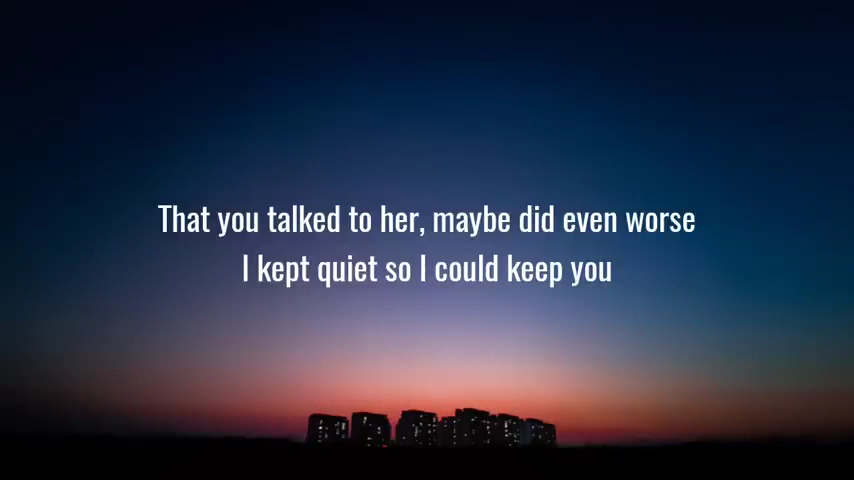 That you talked to her, maybe did even worse
I kept quiet so I could keep you